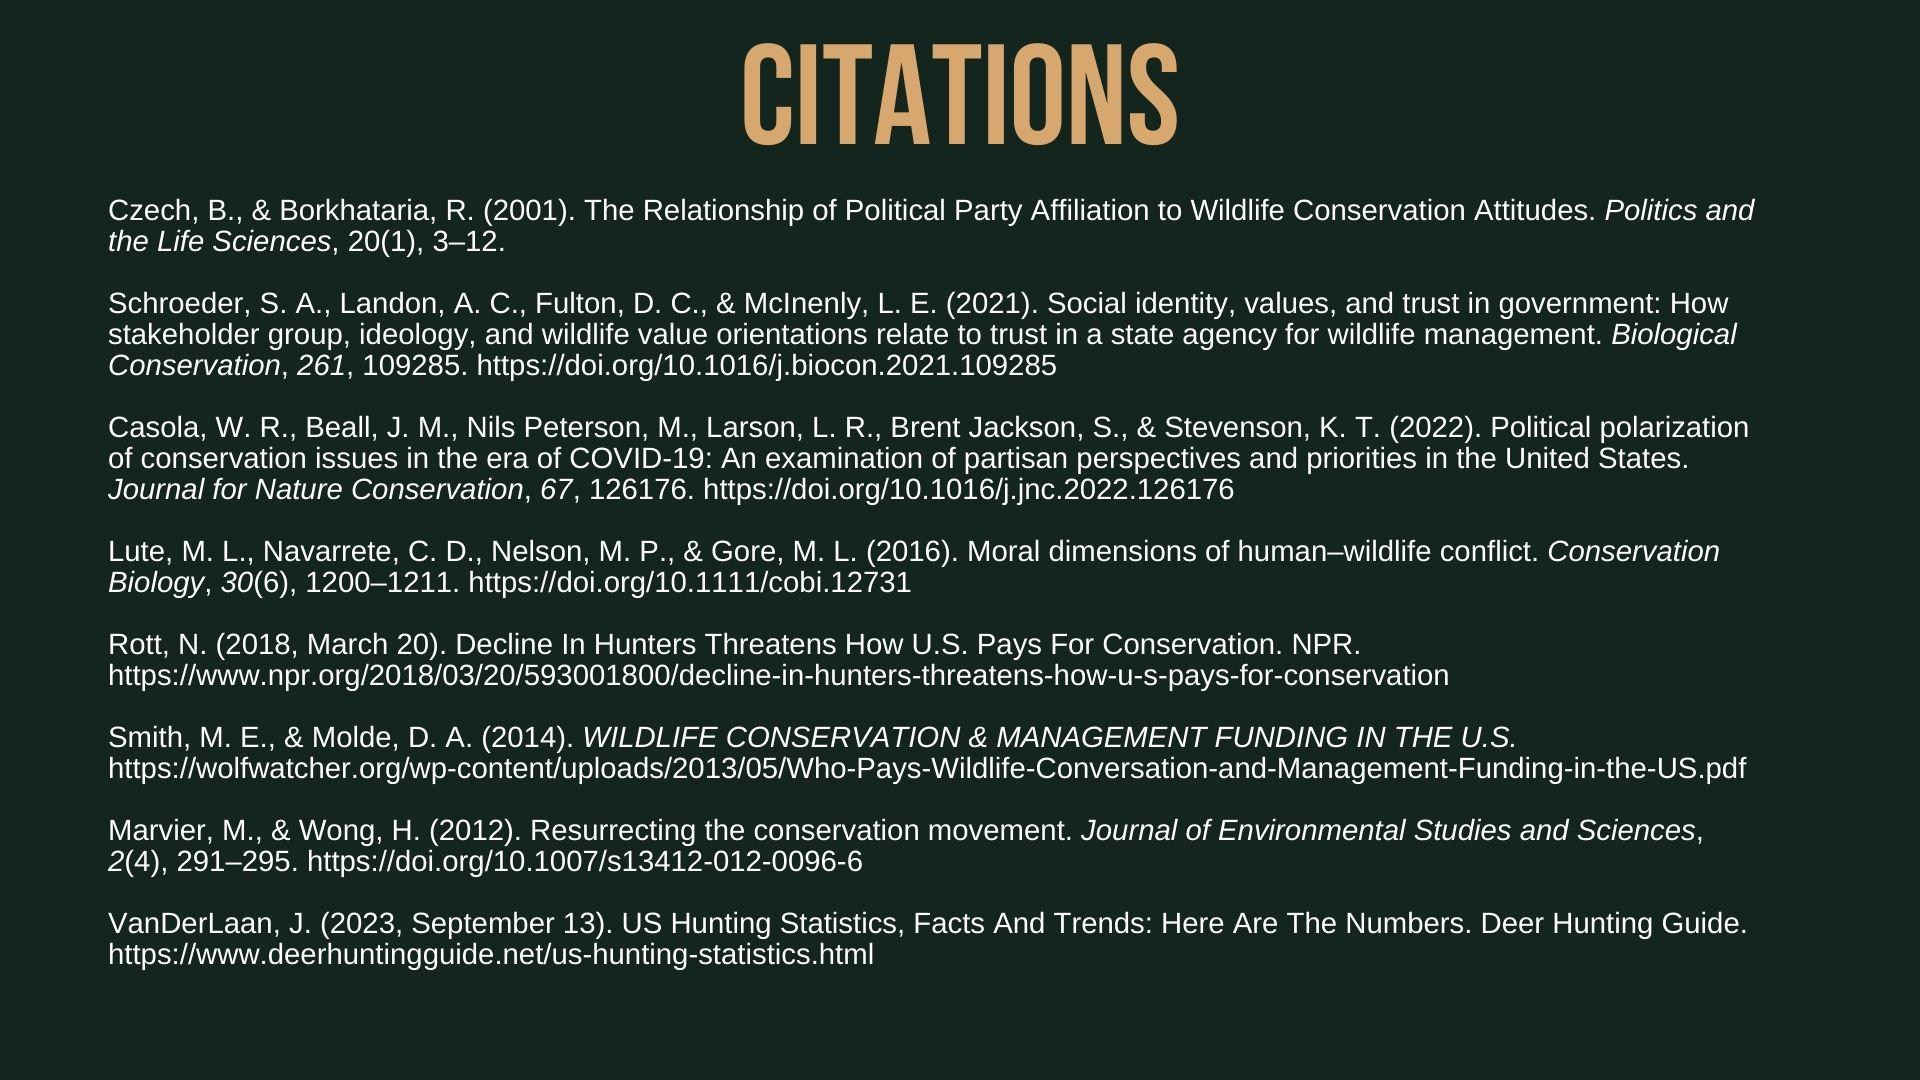 CITATIONS
Czech, B., & Borkhataria, R. (2001). The Relationship of Political Party Affiliation to Wildlife Conservation Attitudes. Politics and
the Life Sciences, 20(1), 3–12.
Schroeder, S. A., Landon, A. C., Fulton, D. C., & McInenly, L. E. (2021). Social identity, values, and trust in government: How
stakeholder group, ideology, and wildlife value orientations relate to trust in a state agency for wildlife management. Biological
Conservation, 261, 109285. https://doi.org/10.1016/j.biocon.2021.109285
Casola, W. R., Beall, J. M., Nils Peterson, M., Larson, L. R., Brent Jackson, S., & Stevenson, K. T. (2022). Political polarization
of conservation issues in the era of COVID-19: An examination of partisan perspectives and priorities in the United States.
Journal for Nature Conservation, 67, 126176. https://doi.org/10.1016/j.jnc.2022.126176
Lute, M. L., Navarrete, C. D., Nelson, M. P., & Gore, M. L. (2016). Moral dimensions of human–wildlife conflict. Conservation
Biology, 30(6), 1200–1211. https://doi.org/10.1111/cobi.12731
Rott, N. (2018, March 20). Decline In Hunters Threatens How U.S. Pays For Conservation. NPR.
https://www.npr.org/2018/03/20/593001800/decline-in-hunters-threatens-how-u-s-pays-for-conservation
Smith, M. E., & Molde, D. A. (2014). WILDLIFE CONSERVATION & MANAGEMENT FUNDING IN THE U.S.
https://wolfwatcher.org/wp-content/uploads/2013/05/Who-Pays-Wildlife-Conversation-and-Management-Funding-in-the-US.pdf
Marvier, M., & Wong, H. (2012). Resurrecting the conservation movement. Journal of Environmental Studies and Sciences,
2(4), 291–295. https://doi.org/10.1007/s13412-012-0096-6
VanDerLaan, J. (2023, September 13). US Hunting Statistics, Facts And Trends: Here Are The Numbers. Deer Hunting Guide.
https://www.deerhuntingguide.net/us-hunting-statistics.html